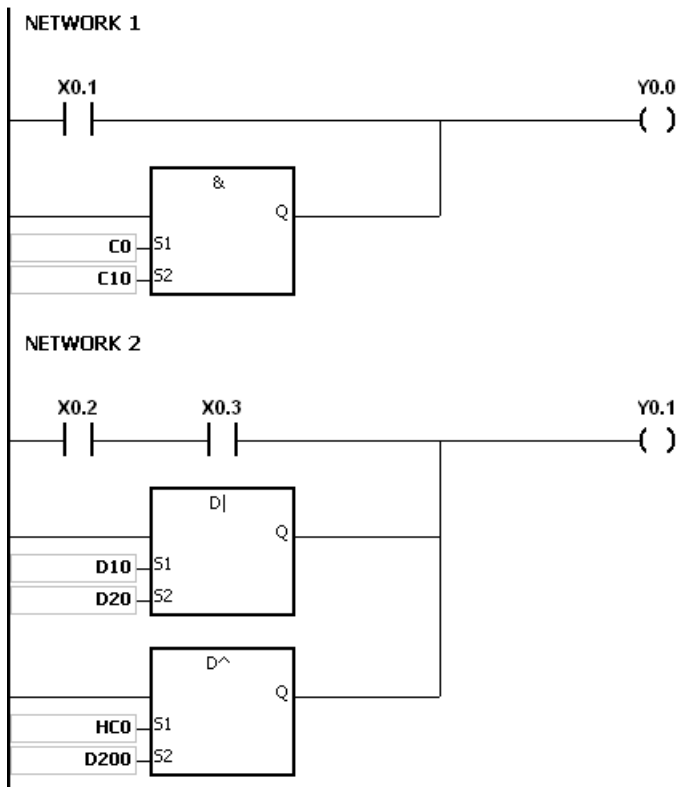 NETWORK 1
X0.1
Y0.0
&
Q
C0
S1
C10
S2
NETWORK 2
X0.2
X0.3
Y0.1
D|
Q
D10
S1
D20
S2
D^
Q
HC0
S1
D200
S2